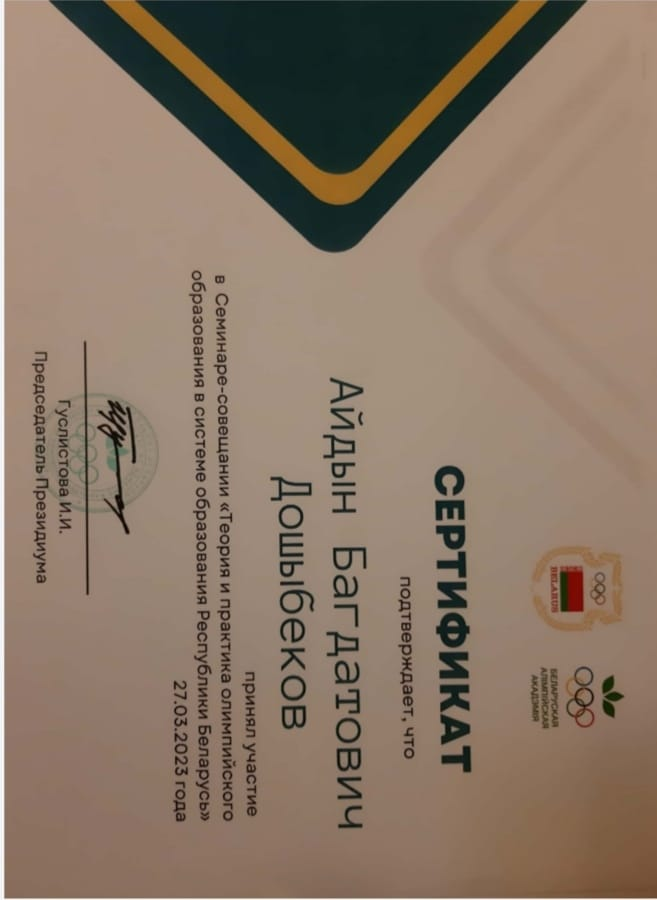 BELARUS
БЕЛАРУСКАЯ
АЛІМПІЙСКАЯ
АКАДЭМІЯ
СЕРТИФИКАТ
подтверждает, что
Айдын Багдатович
Дошыбеков
принял участие
в Семинаре-совещании «Теория и практика олимпийского
образования в системе образования Республики Беларусь»
27.03.2023 года
Гуслистова И.И.
Председатель Президиума